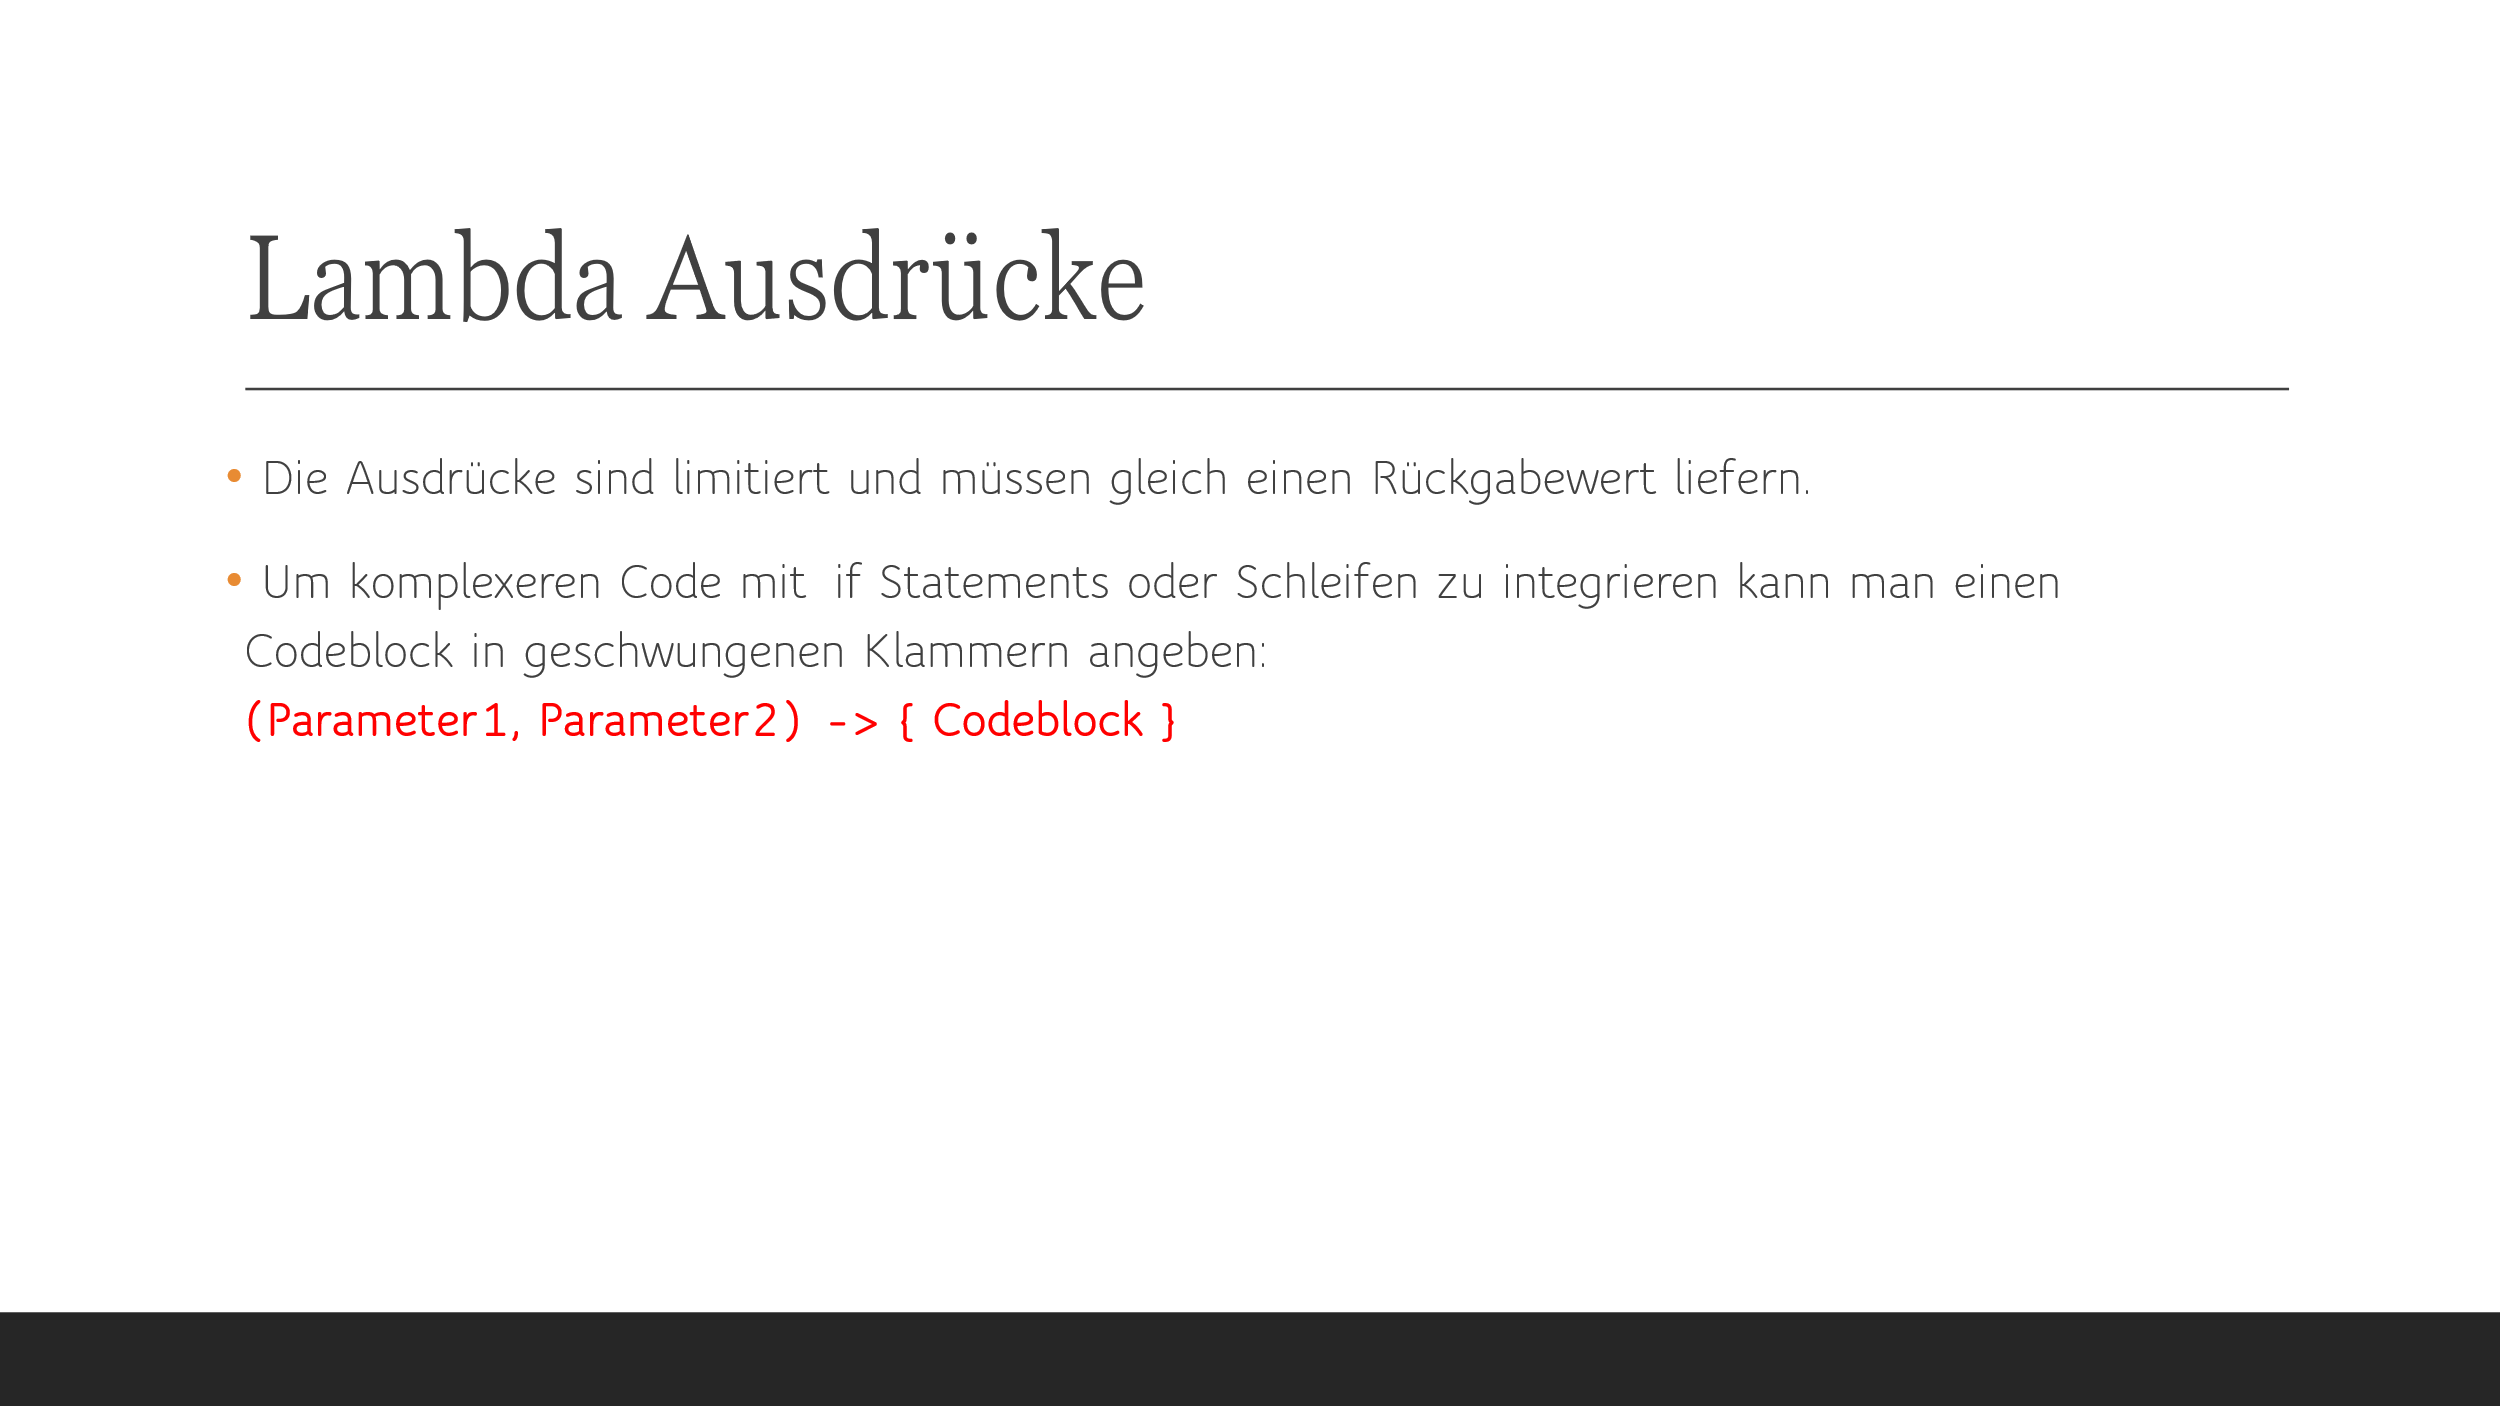 Lambda Ausdrücke
• Die Ausdrücke sind limitiert und müssen gleich einen Rückgabewert liefern.
• Um komplexeren Code mit if Statements oder Schleifen zu integrieren kann man einen
Codeblock in geschwungenen Klammern angeben:
(Parameter1, Parameter2) -> { Codeblock }